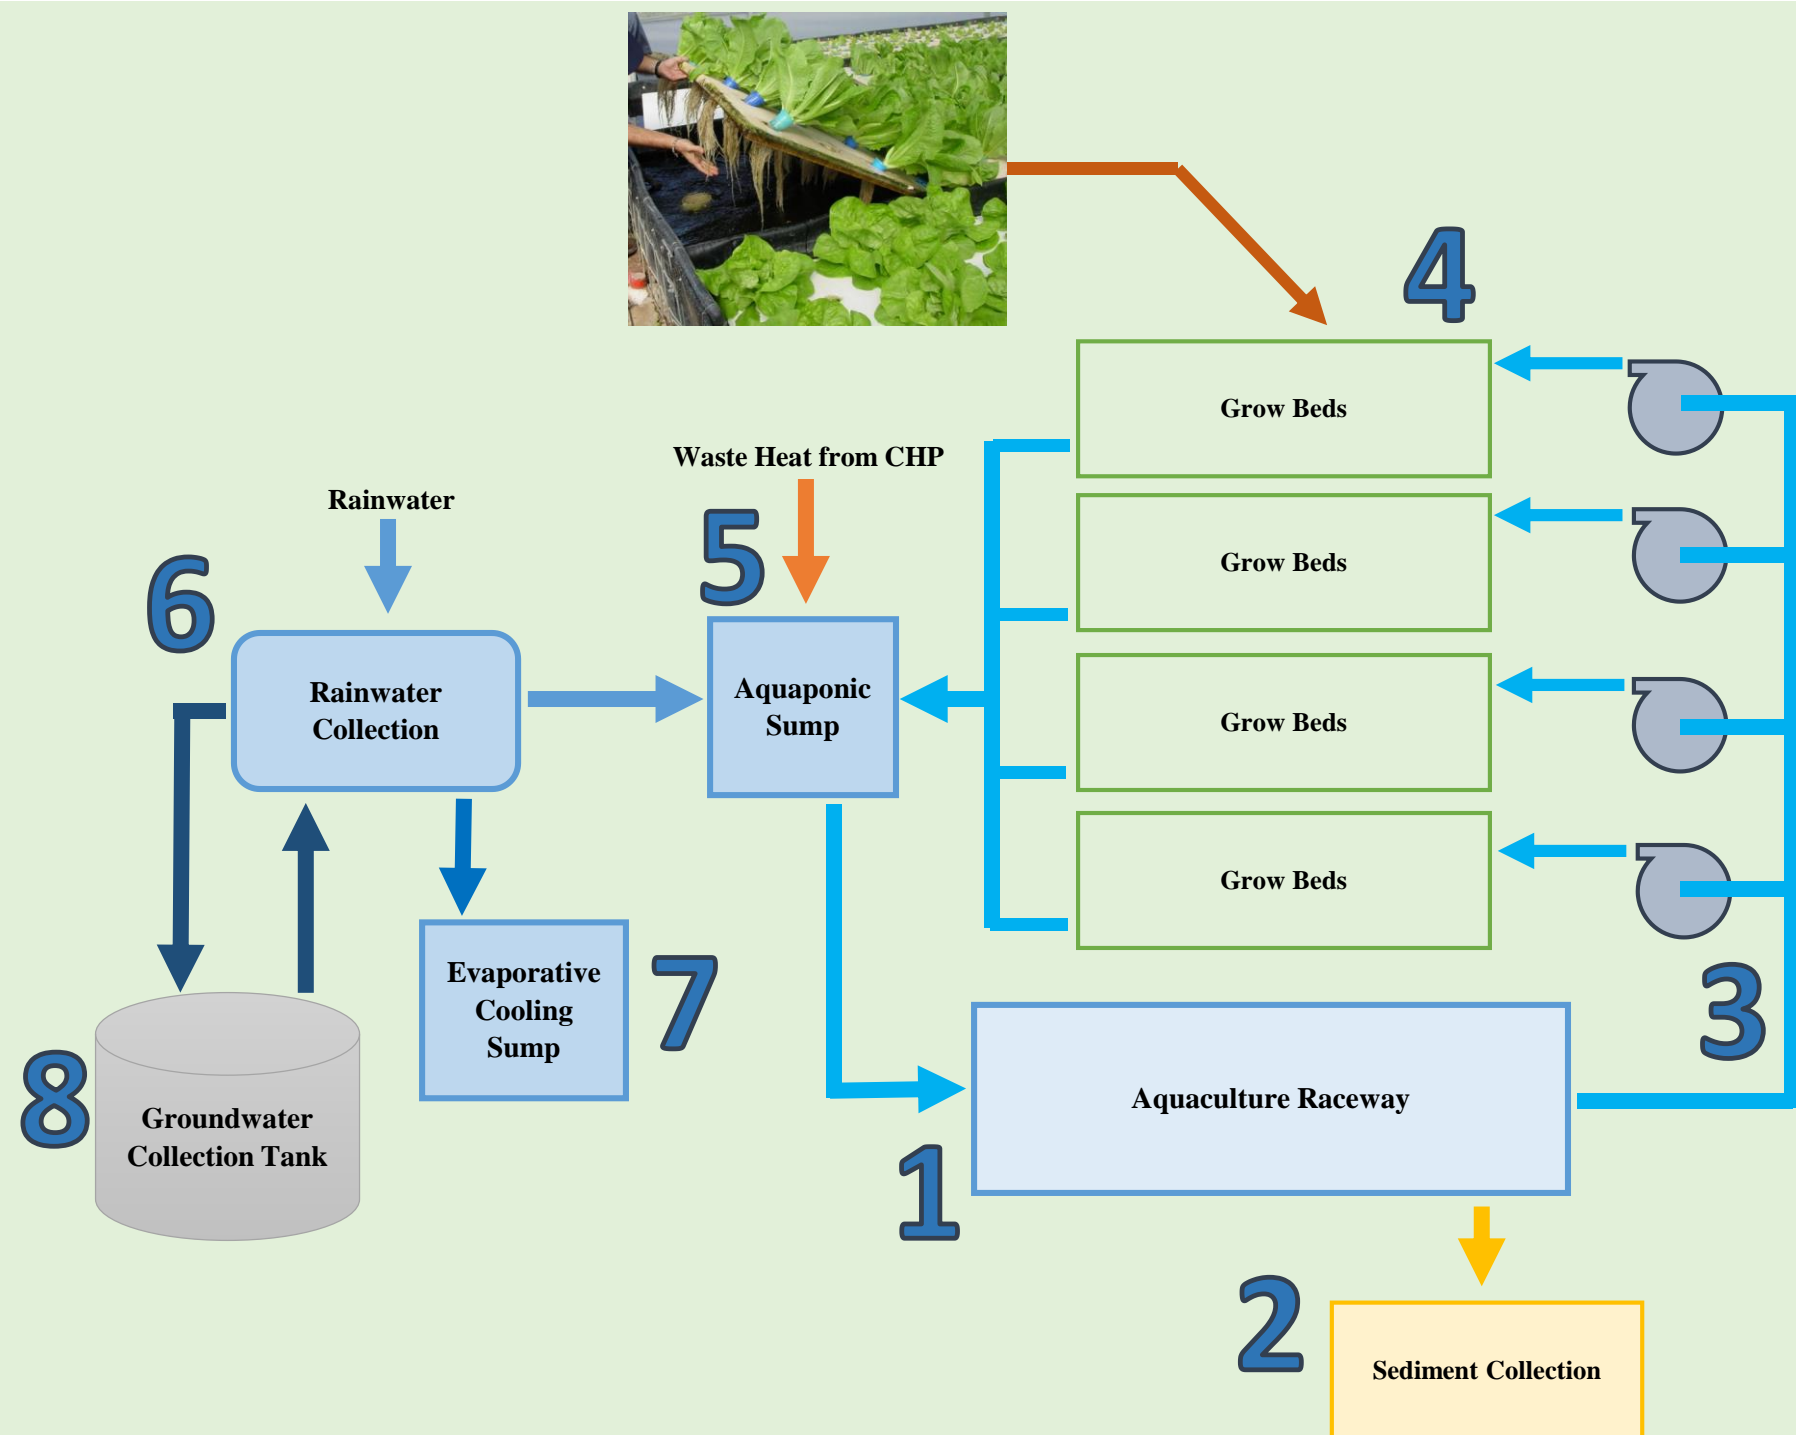 4
Grow Beds
Waste Heat from CHP
Rainwater
5
6
Grow Beds
Rainwater
Collection
Aquaponic
Sump
Grow Beds
Grow Beds
Evaporative
Cooling
Sump
7
3
8
Groundwater
Collection Tank
Aquaculture Raceway
1
2
Sediment Collection